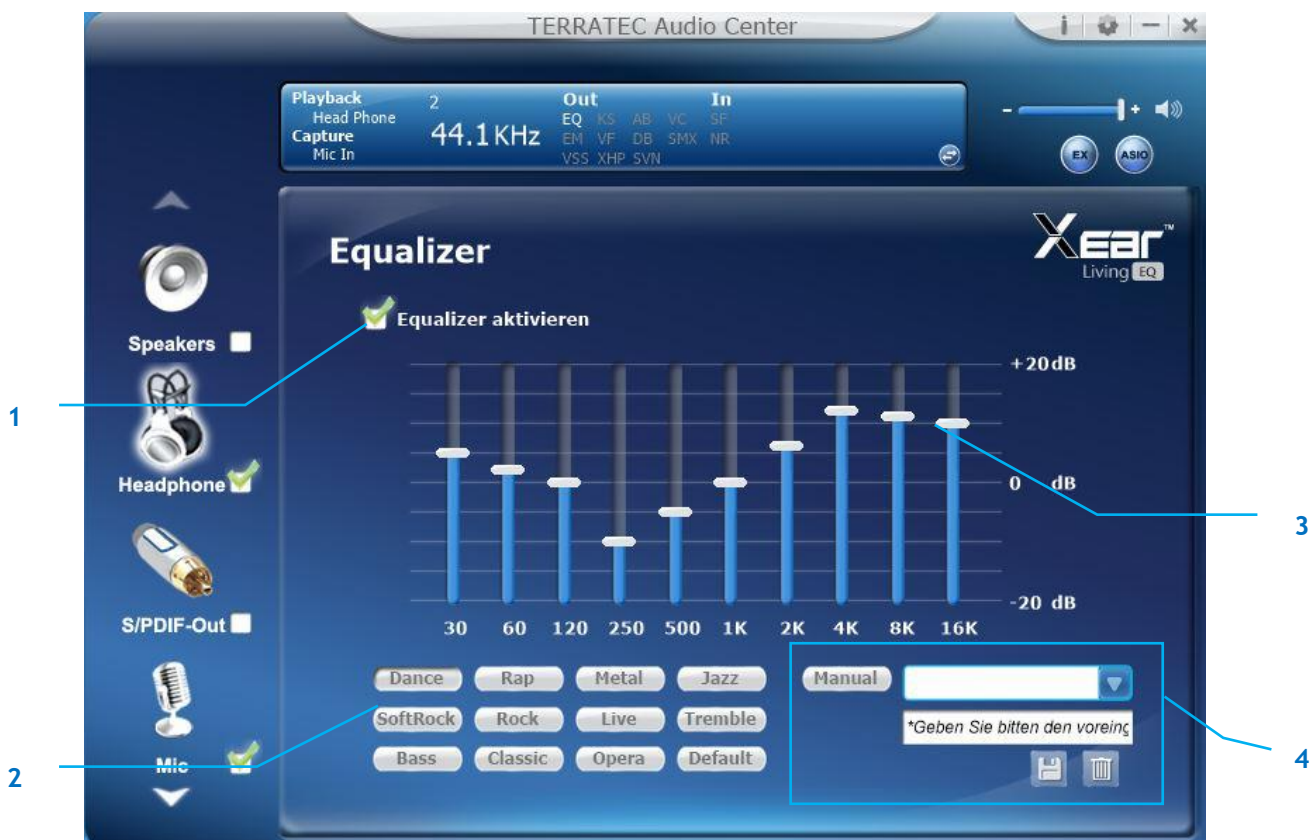 TERRATEC Audio Center
i
Playback 2 Out In
Head Phone EQ KS AB VC SF
Capture 44.1KHz EM VF DB SMX NR
Mic In VSS XHP SVN
- +
EX ASIO
Xear™
Living EQ
Equalizer
Equalizer aktivieren
Speakers
Headphone
S/PDIF-Out
Mic
+20dB
0 dB
-20 dB
30 60 120 250 500 1K 2K 4K 8K 16K
Dance Rap Metal Jazz Manual
SoftRock Rock Live Tremble
*Geben Sie bitten den voreing
Bass Classic Opera Default
1
2
3
4